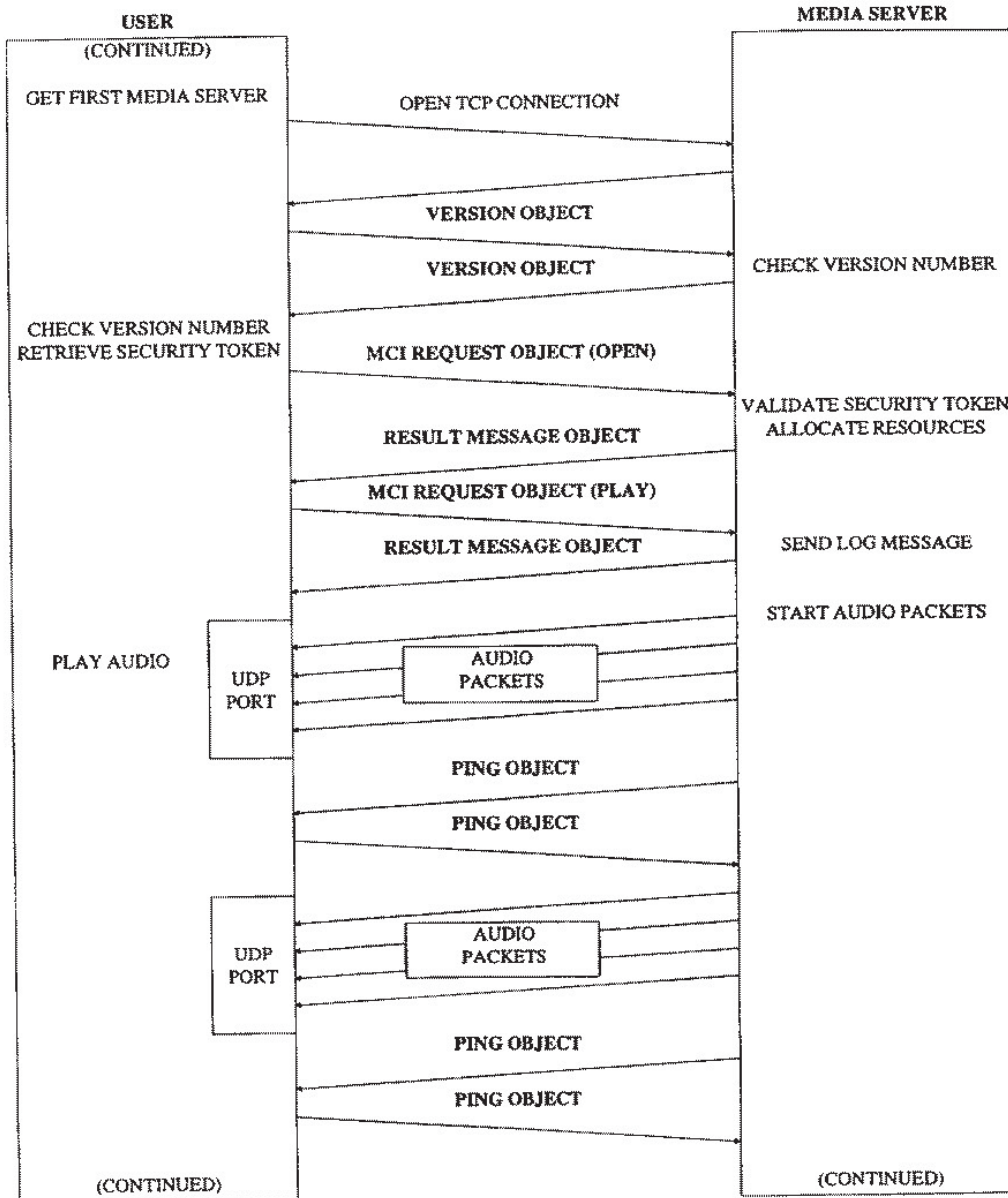 USER
MEDIA SERVER
(CONTINUED)
GET FIRST MEDIA SERVER
OPEN TCP CONNECTION
VERSION OBJECT
VERSION OBJECT
CHECK VERSION NUMBER
CHECK VERSION NUMBER
RETRIEVE SECURITY TOKEN
MCI REQUEST OBJECT (OPEN)
VALIDATE SECURITY TOKEN
ALLOCATE RESOURCES
RESULT MESSAGE OBJECT
MCI REQUEST OBJECT (PLAY)
RESULT MESSAGE OBJECT
SEND LOG MESSAGE
START AUDIO PACKETS
PLAY AUDIO
UDP
PORT
AUDIO
PACKETS
PING OBJECT
PING OBJECT
UDP
PORT
AUDIO
PACKETS
PING OBJECT
PING OBJECT
(CONTINUED)
(CONTINUED)